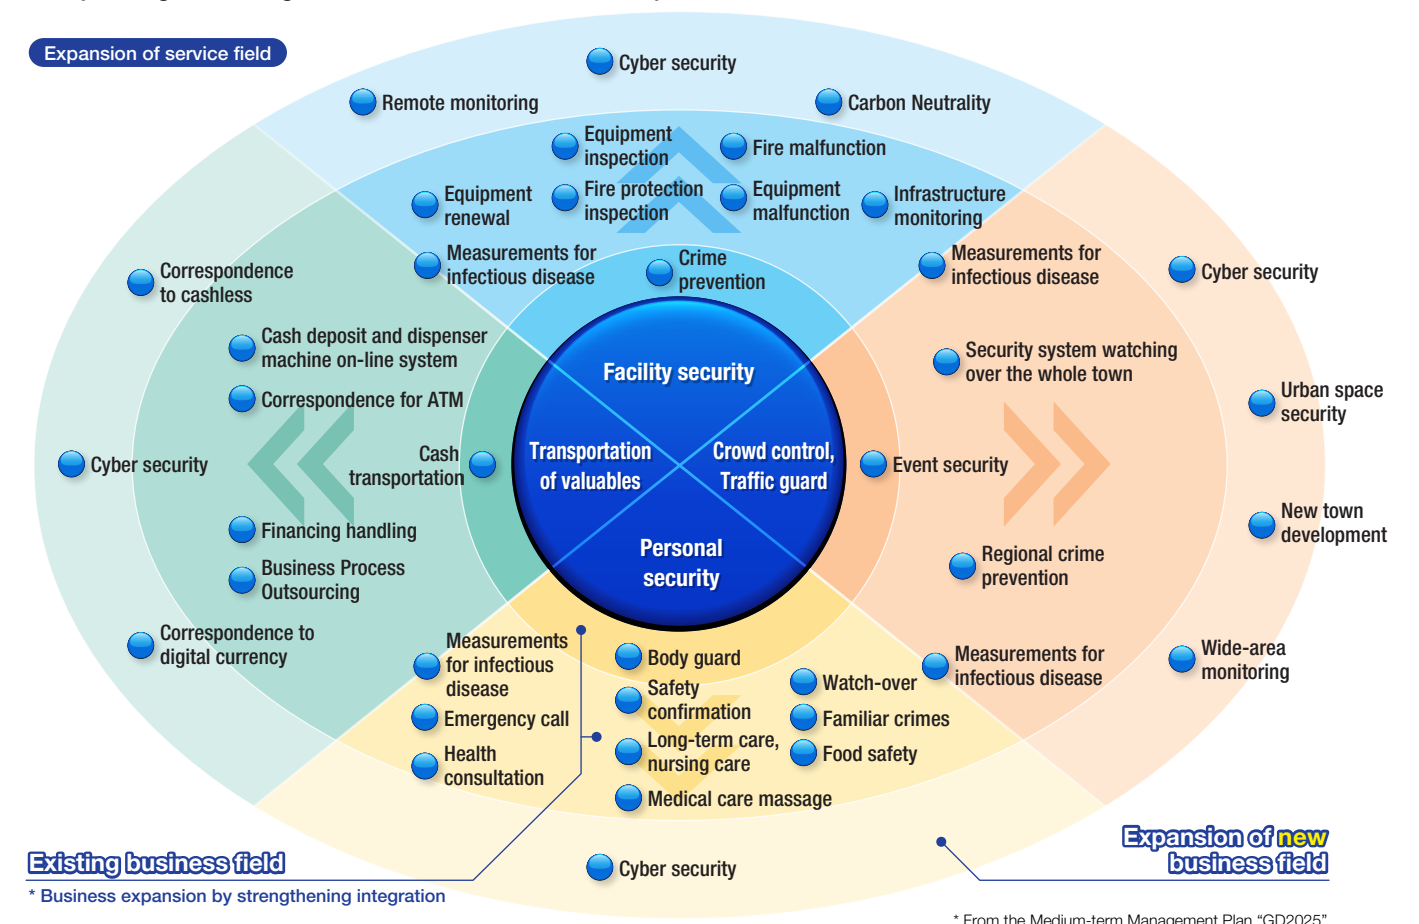 Expansion of service field
Cyber security
Remote monitoring
Carbon Neutrality
Equipment
inspection
Fire malfunction
Equipment
renewal
Fire protection
inspection
Equipment
malfunction
Infrastructure
monitoring
Measurements for
infectious disease
Crime
prevention
Measurements for
infectious disease
Cyber security
Correspondence
to cashless
Cash deposit and dispenser
machine on-line system
Correspondence for ATM
Cyber security
Cash
transportation
Financing handling
Business Process
Outsourcing
Correspondence to
digital currency
Facility security
Transportation
of valuables
Crowd control,
Traffic guard
Personal
security
Security system watching
over the whole town
Urban space
security
Event security
New town
development
Regional crime
prevention
Wide-area
monitoring
Measurements for
infectious disease
Measurements
for infectious
disease
Emergency call
Health
consultation
Body guard
Safety
confirmation
Long-term care,
nursing care
Medical care massage
Watch-over
Familiar crimes
Food safety
Cyber security
Existing business field
* Business expansion by strengthening integration
Expansion of new
business field
* From the Medium-term Management Plan “GD2025”